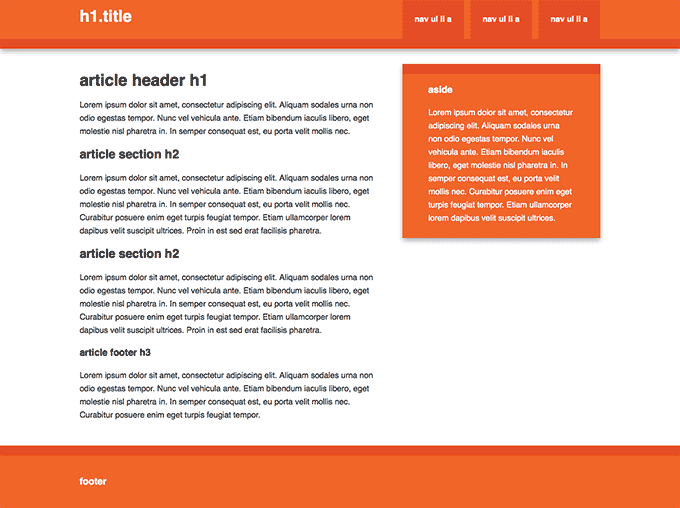 h1.title
nav ul li a
nav ul li a
nav ul li a
article header h1
Lorem ipsum dolor sit amet, consectetur adipiscing elit. Aliquam sodales urna non
odio egestas tempor. Nunc vel vehicula ante. Etiam bibendum iaculis libero, eget
molestie nisl pharetra in. In semper consequat est, eu porta velit mollis nec.
article section h2
Lorem ipsum dolor sit amet, consectetur adipiscing elit. Aliquam sodales urna non
odio egestas tempor. Nunc vel vehicula ante. Etiam bibendum iaculis libero, eget
molestie nisl pharetra in. In semper consequat est, eu porta velit mollis nec.
Curabitur posuere enim eget turpis feugiat tempor. Etiam ullamcorper lorem
dapibus velit suscipit ultrices. Proin in est sed erat facilisis pharetra.
article section h2
Lorem ipsum dolor sit amet, consectetur adipiscing elit. Aliquam sodales urna non
odio egestas tempor. Nunc vel vehicula ante. Etiam bibendum iaculis libero, eget
molestie nisl pharetra in. In semper consequat est, eu porta velit mollis nec.
Curabitur posuere enim eget turpis feugiat tempor. Etiam ullamcorper lorem
dapibus velit suscipit ultrices. Proin in est sed erat facilisis pharetra.
article footer h3
Lorem ipsum dolor sit amet, consectetur adipiscing elit. Aliquam sodales urna non
odio egestas tempor. Nunc vel vehicula ante. Etiam bibendum iaculis libero, eget
molestie nisl pharetra in. In semper consequat est, eu porta velit mollis nec.
Curabitur posuere enim eget turpis feugiat tempor.
aside
Lorem ipsum dolor sit amet, consectetur
adipiscing elit. Aliquam sodales urna
non odio egestas tempor. Nunc vel
vehicula ante. Etiam bibendum iaculis
libero, eget molestie nisl pharetra in. In
semper consequat est, eu porta velit
mollis nec. Curabitur posuere enim eget
turpis feugiat tempor. Etiam ullamcorper
lorem dapibus velit suscipit ultrices.
footer